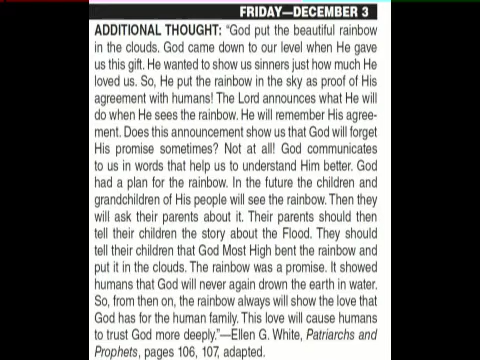 FRIDAY—DECEMBER 3
ADDITIONAL THOUGHT: “God put the beautiful rainbow
in the clouds. God came down to our level when He gave
us this gift. He wanted to show us sinners just how much He
loved us. So, He put the rainbow in the sky as proof of His
agreement with humans! The Lord announces what He will
do when He sees the rainbow. He will remember His agree-
ment. Does this announcement show us that God will forget
His promise sometimes? Not at all! God communicates
to us in words that help us to understand Him better. God
had a plan for the rainbow. In the future the children and
grandchildren of His people will see the rainbow. Then they
will ask their parents about it. Their parents should then
tell their children the story about the Flood. They should
tell their children that God Most High bent the rainbow and
put it in the clouds. The rainbow was a promise. It showed
humans that God will never again drown the earth in water.
So, from then on, the rainbow always will show the love that
God has for the human family. This love will cause humans
to trust God more deeply.”—Ellen G. White, Patriarchs and
Prophets, pages 106, 107, adapted.